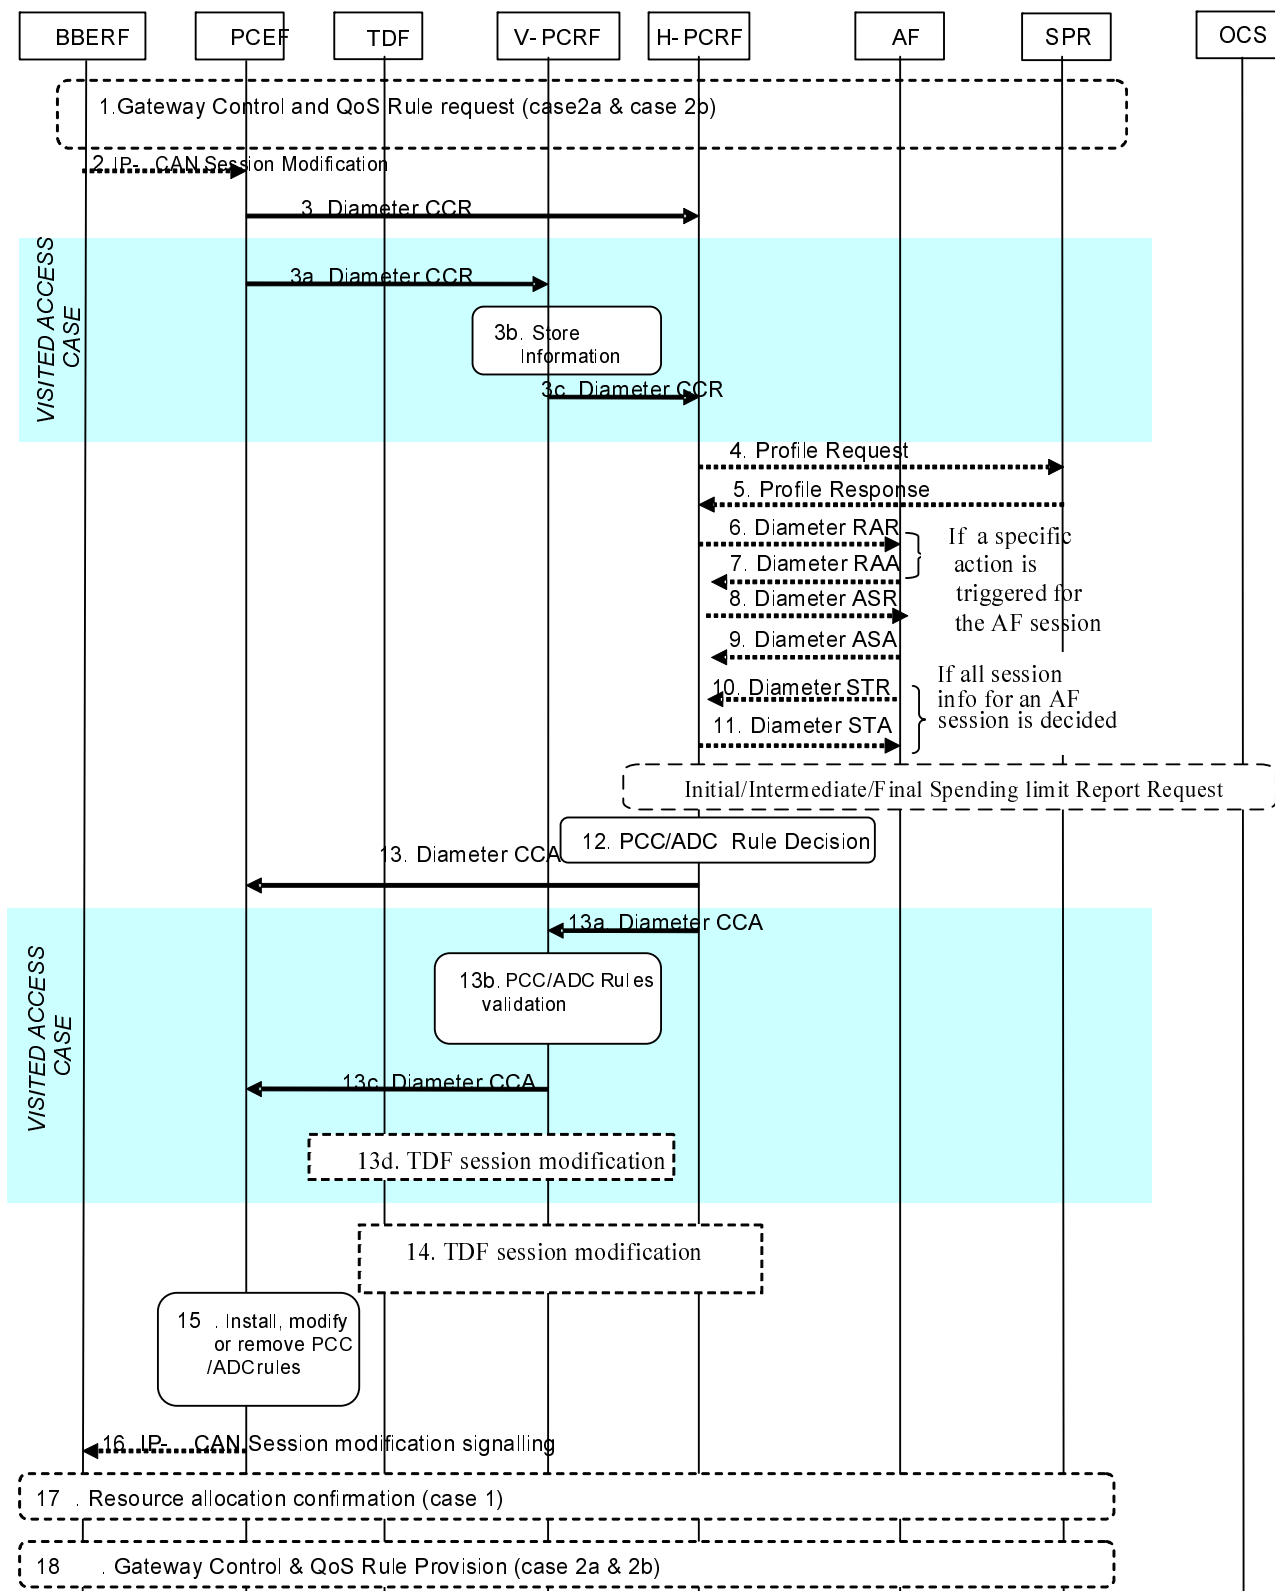 BBERF PCEF TDF V-PCRF H-PCRF AF SPR OCS
1.Gateway Control and QoS Rule request (case2a & case 2b)
2. IP- CAN Session Modification
3. Diameter CCR
VISITED ACCESS
CASE
3a. Diameter CCR
3b. Store
Information
3c. Diameter CCR
4. Profile Request
5. Profile Response
6. Diameter RAR
7. Diameter RAA
If a specific
action is
triggered for
the AF session
8. Diameter ASR
9. Diameter ASA
10. Diameter STR
11. Diameter STA
If all session
info for an AF
session is decided
Initial/Intermediate/Final Spending limit Report Request
12. PCC/ADC Rule Decision
13. Diameter CCA
VISITED ACCESS
CASE
13a. Diameter CCA
13b. PCC/ADC Rules
validation
13c. Diameter CCA
13d. TDF session modification
14. TDF session modification
15 . Install, modify
or remove PCC
/ADCrules
16. IP- CAN Session modification signalling
17 . Resource allocation confirmation (case 1)
18 . Gateway Control & QoS Rule Provision (case 2a & 2b)